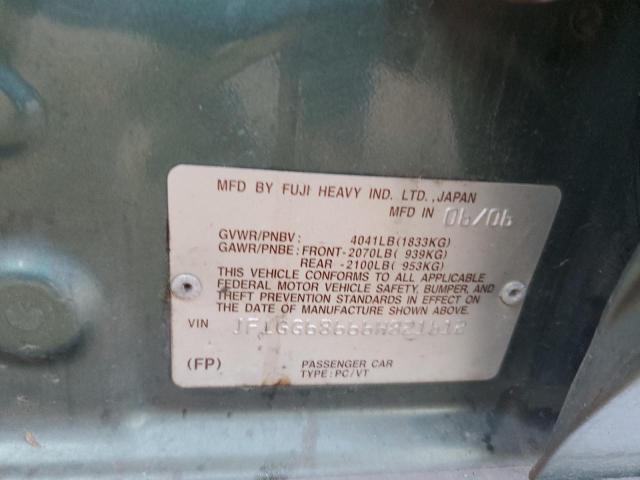 MFD BY FUJI HEAVY IND. LTD.,JAPAN
MFD IN 06/06
GVWR/PNBV: 4041LB(1833KG)
GAWR/PNBE: FRONT-2070LB( 939KG)
REAR -2100LB( 953KG)
THIS VEHICLE CONFORMS TO ALL APPLICABLE
FEDERAL MOTOR VEHICLE SAFETY, BUMPER, AND
THEFT PREVENTION STANDARDS IN EFFECT ON
THE DATE OF MANUFACTURE SHOWN ABOVE.
VIN
(FP) PASSENGER CAR
TYPE:PC/VT